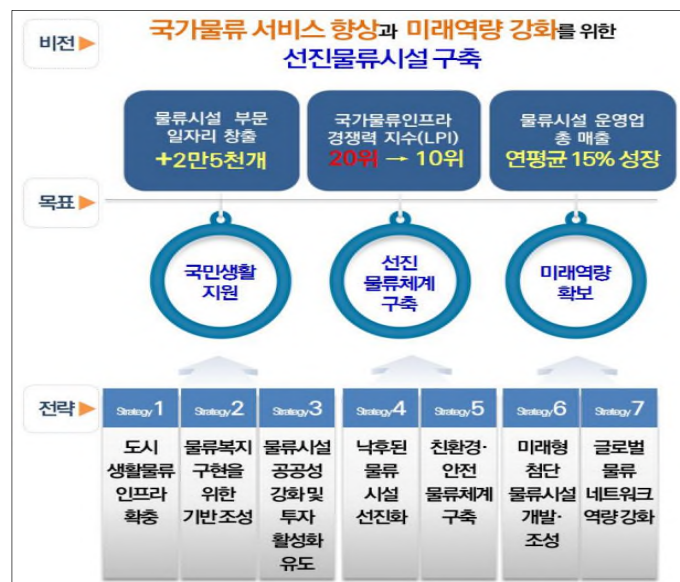 비전
국가물류 서비스 향상과 미래역량 강화를 위한
선진물류시설 구축
물류시설 부문
일자리 창출
+2만5천개
국가물류인프라
경쟁력 지수(LPI)
20위 → 10위
물류시설 운영업
총 매출
연평균 15% 성장
목표
국민생활
지원
선진
물류체계
구축
미래역량
확보
전략
Strategy 1
도시
생활물류
인프라
확충
Strategy 2
물류복지
구현을
위한
기반 조성
Strategy 3
물류시설
공공성
강화 및
투자
활성화
유도
Strategy 4
낙후된
물류
시설
선진화
Strategy 5
친환경·
안전
물류체계
구축
Strategy 6
미래형
첨단
물류시설
개발·
조성
Strategy 7
글로벌
물류
네트워크
역량 강화